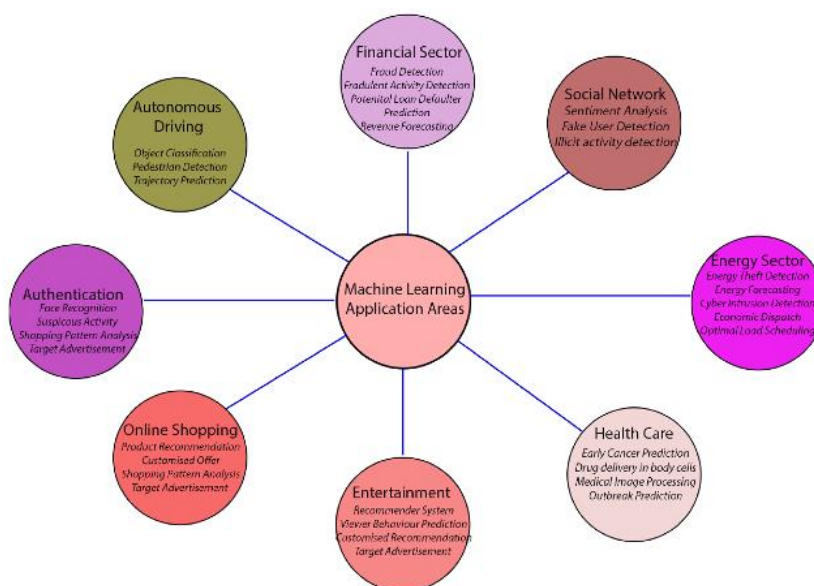 Financial Sector
Fraud Detection
Fradulent Activity Detection
Potenital Loan Defaulter
Prediction
Revenue Forecasting
Social Network
Sentiment Analysis
Fake User Detection
Illicit activity detection
Autonomous
Driving
Object Classification
Pedestrian Detection
Trajectory Prediction
Energy Sector
Energy Theft Detection
Energy Forecasting
Cyber Intrusion Detection
Economic Dispatch
Optimal Load Scheduling
Machine Learning
Application Areas
Authentication
Face Recognition
Suspicous Activity
Shopping Pattern Analysis
Target Advertisement
Online Shopping
Product Recommendation
Customised Offer
Shopping Pattern Analysis
Target Advertisement
Health Care
Early Cancer Prediction
Drug delivery in body cells
Medical Image Processing
Outbreak Prediction
Entertainment
Recommender System
Viewer Behaviour Prediction
Customised Recommendation
Target Advertisement